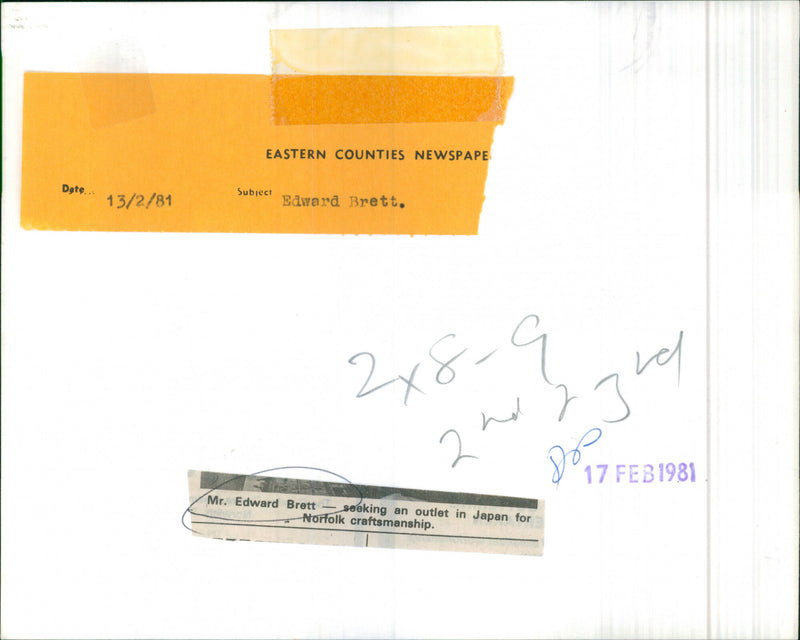 EASTERN COUNTIES NEWSPAPE
Date... 13/2/81 Subject Edward Brett.
2x8-9
2nd 2 3rd
17 FEB 1981
Mr. Edward Brett — seeking an outlet in Japan for
Norfolk craftsmanship.